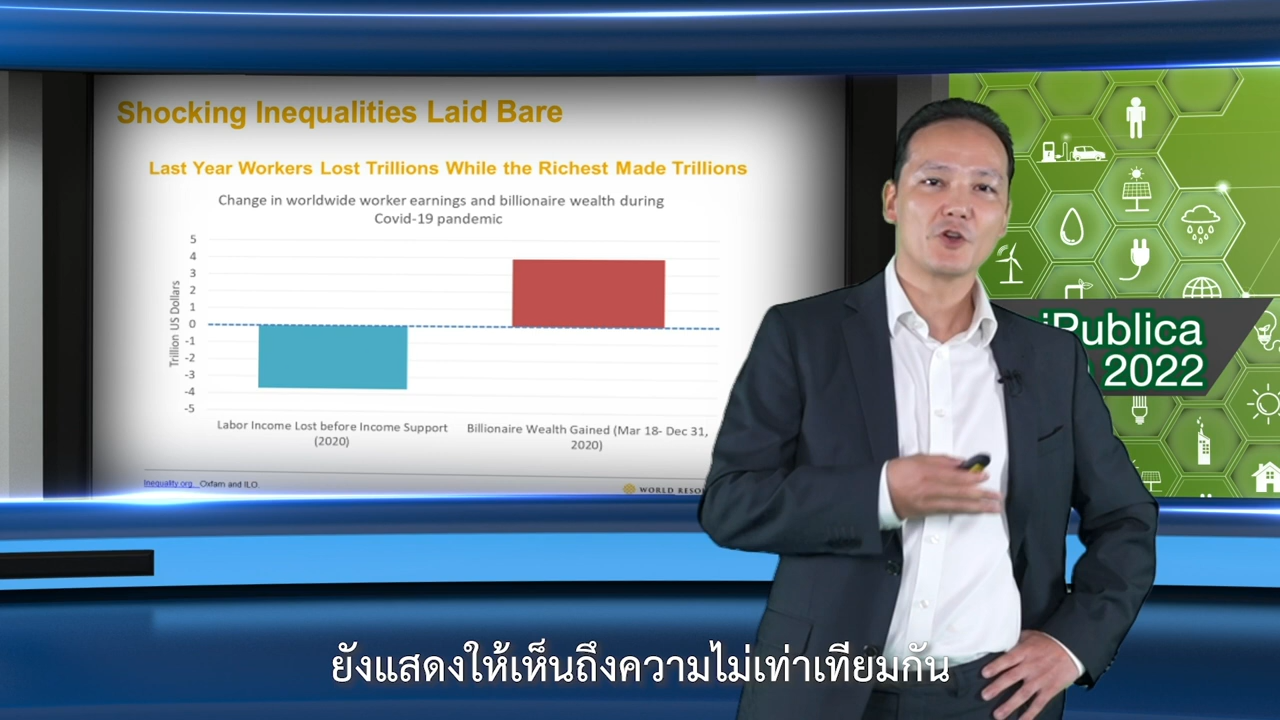 Shocking Inequalities Laid Bare
Last Year Workers Lost Trillions While the Richest Made Trillions
Change in worldwide worker earnings and billionaire wealth during
Covid-19 pandemic
5
4
3
2
1
0
-1
-2
-3
-4
-5
Trillion US Dollars
Labor Income Lost before Income Support
(2020)
Billionaire Wealth Gained (Mar 18- Dec 31,
2020)
Inequality.org, Oxfam and ILO.
WORLD
iPublica
2022
ยังแสดงให้เห็นถึงความไม่เท่าเทียมกัน